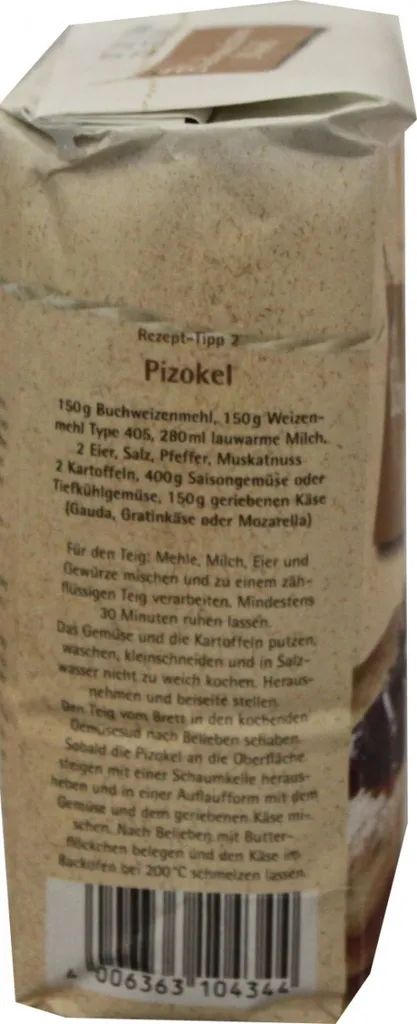 Rezept-Tipp 2
Pizokel
150g Buchweizenmehl, 150g Weizen-
mehl Type 405, 280ml lauwarme Milch,
2 Eier, Salz, Pfeffer, Muskatnuss
2 Kartoffeln, 400g Saisongemüse oder
Tiefkühlgemüse, 150g geriebenen Käse
(Gauda, Gratinkäse oder Mozarella)
Für den Teig: Mehle, Milch, Eier und
Gewürze mischen und zu einem zäh-
flüssigen Teig verarbeiten. Mindestens
30 Minuten ruhen lassen.
Das Gemüse und die Kartoffeln putzen,
waschen, kleinschneiden und in Salz-
wasser nicht zu weich kochen. Heraus-
nehmen und beiseite stellen.
Den Teig vom Brett in den kochenden
Gemüsesud nach Belieben schaben.
Sobald die Pizokel an die Oberfläche
steigen mit einer Schaumkelle heraus-
heben und in einer Auflaufform mit dem
Gemüse und dem geriebenen Käse mi-
schen. Nach Belieben mit Butter-
flöckchen belegen und den Käse im
Backofen bei 200°C schmelzen lassen.
4 006363 104344